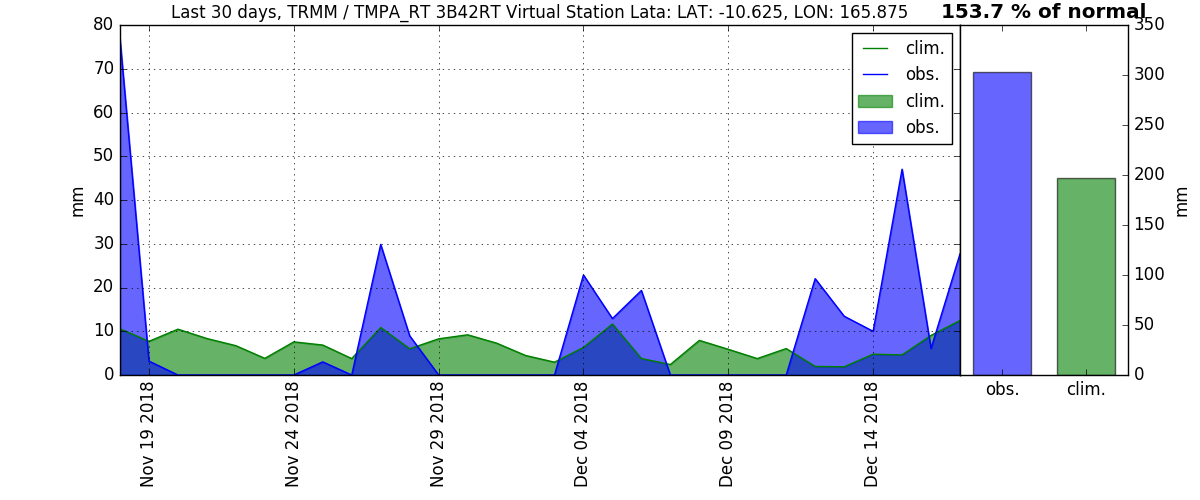 Last 30 days, TRMM / TMPA_RT 3B42RT Virtual Station Lata: LAT: -10.625, LON: 165.875
153.7 % of normal
80
70
60
50
40
30
20
10
0
mm
clim.
obs.
clim.
obs.
350
300
250
200
150
100
50
0
mm
obs.
clim.
Nov 19 2018
Nov 24 2018
Nov 29 2018
Dec 04 2018
Dec 09 2018
Dec 14 2018